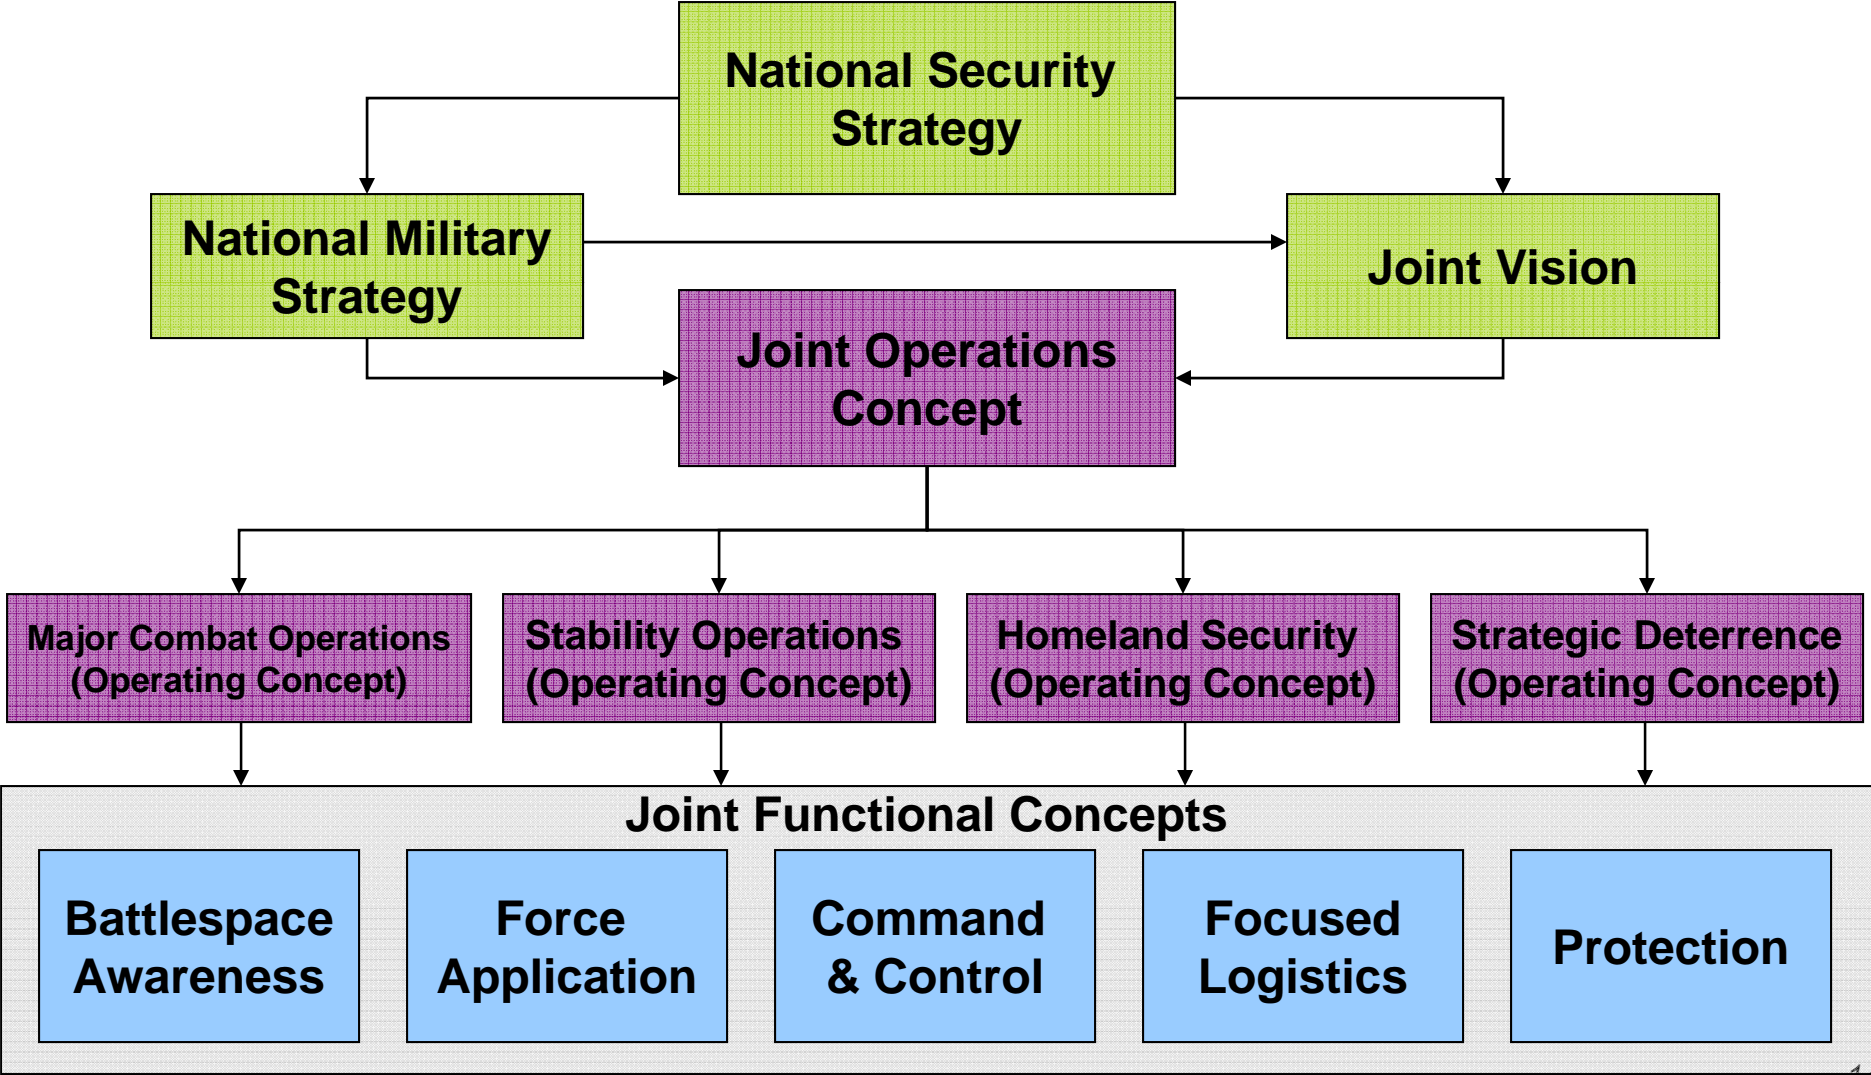 National Security
Strategy
National Military
Strategy
Joint Vision
Joint Operations
Concept
Major Combat Operations
(Operating Concept)
Stability Operations
(Operating Concept)
Homeland Security
(Operating Concept)
Strategic Deterrence
(Operating Concept)
Joint Functional Concepts
Battlespace
Awareness
Force
Application
Command
& Control
Focused
Logistics
Protection